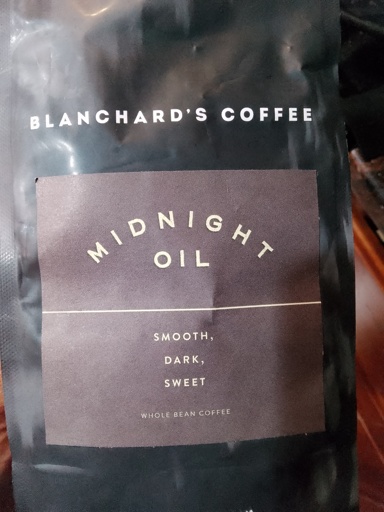 BLANCHARD'S COFFEE
MIDNIGHT
OIL
SMOOTH,
DARK,
SWEET
WHOLE BEAN COFFEE